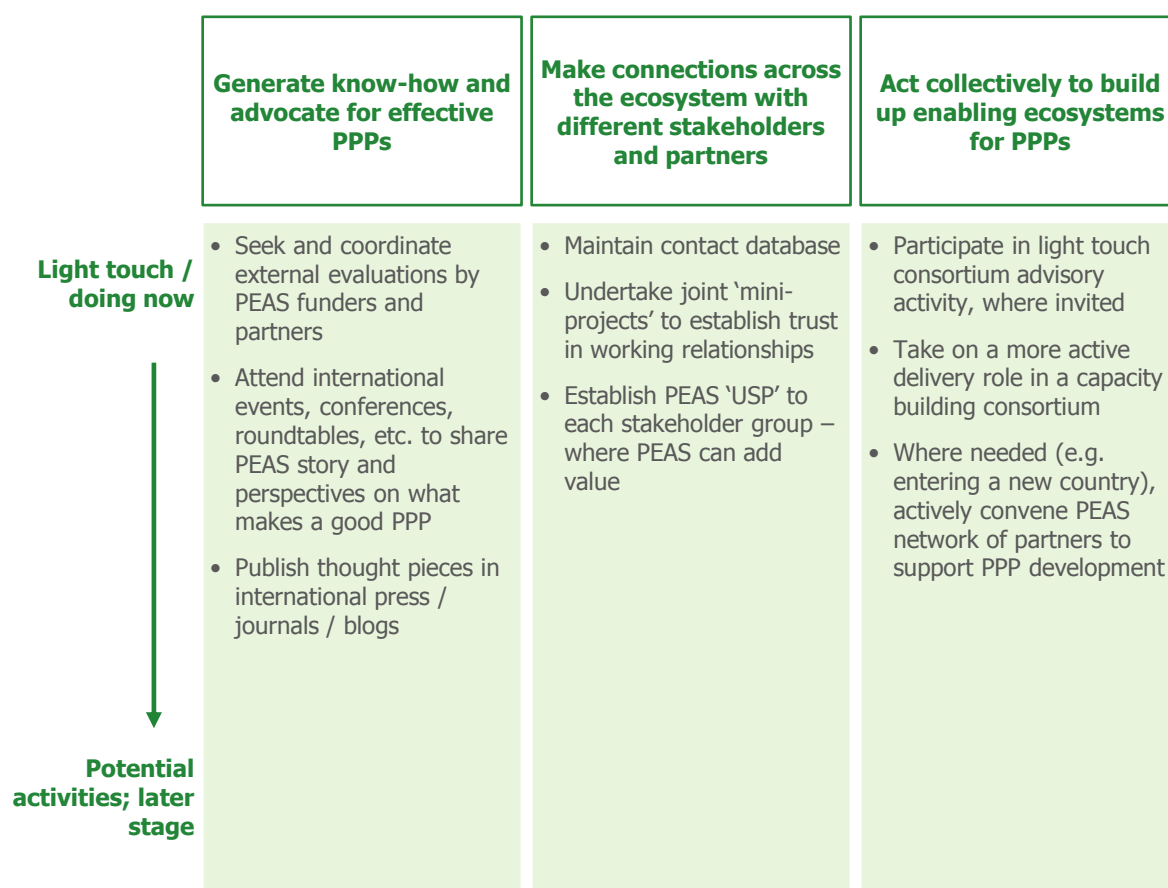 Generate know-how and
advocate for effective
PPPs
Make connections across
the ecosystem with
different stakeholders
and partners
Act collectively to build
up enabling ecosystems
for PPPs
Light touch /
doing now
• Seek and coordinate
external evaluations by
PEAS funders and
partners
• Attend international
events, conferences,
roundtables, etc. to share
PEAS story and
perspectives on what
makes a good PPP
• Publish thought pieces in
international press /
journals / blogs
• Maintain contact database
• Undertake joint ‘mini-
projects’ to establish trust
in working relationships
• Establish PEAS ‘USP’ to
each stakeholder group –
where PEAS can add
value
• Participate in light touch
consortium advisory
activity, where invited
• Take on a more active
delivery role in a capacity
building consortium
• Where needed (e.g.
entering a new country),
actively convene PEAS
network of partners to
support PPP development
Potential
activities; later
stage